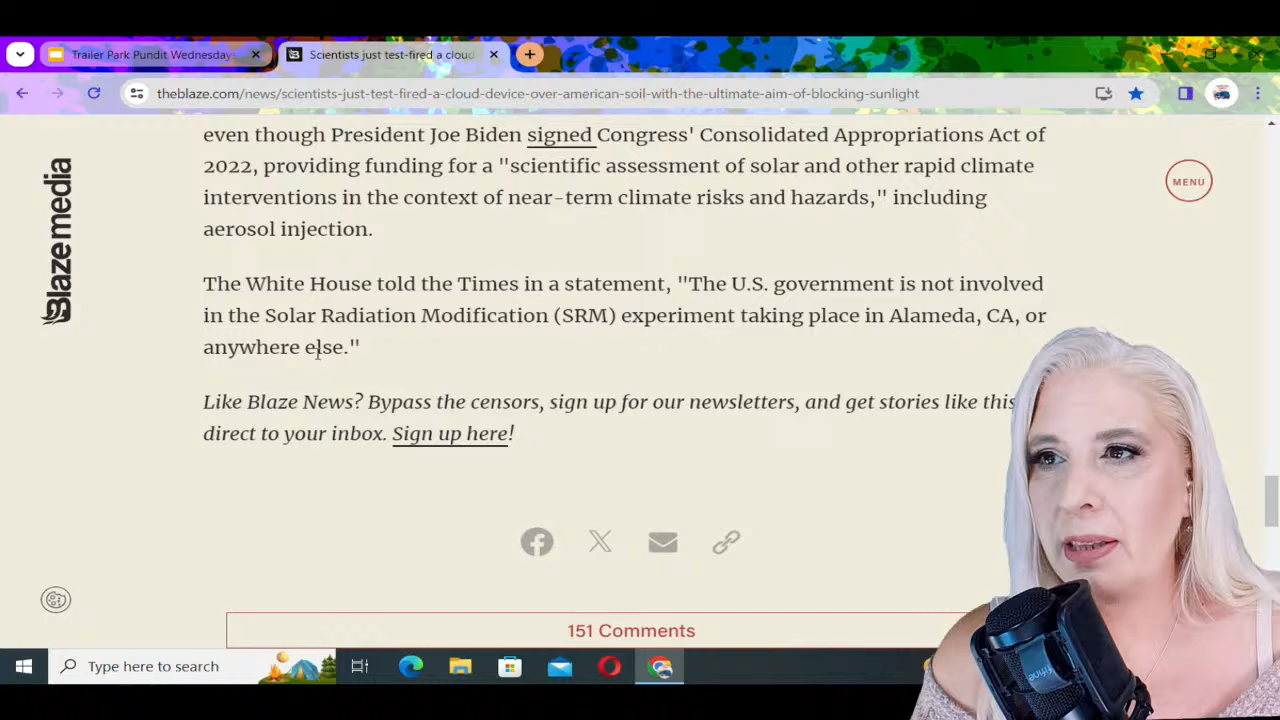 Trailer Park Pundit Wednesday
Scientists just test-fired a cloud
theblaze.com/news/scientists-just-test-fired-a-cloud-device-over-american-soil-with-the-ultimate-aim-of-blocking-sunlight
even though President Joe Biden signed Congress' Consolidated Appropriations Act of
2022, providing funding for a "scientific assessment of solar and other rapid climate
interventions in the context of near-term climate risks and hazards," including
aerosol injection.
MENU
Blazemedia
The White House told the Times in a statement, "The U.S. government is not involved
in the Solar Radiation Modification (SRM) experiment taking place in Alameda, CA, or
anywhere else."
Like Blaze News? Bypass the censors, sign up for our newsletters, and get stories like this
direct to your inbox. Sign up here!
151 Comments
Type here to search